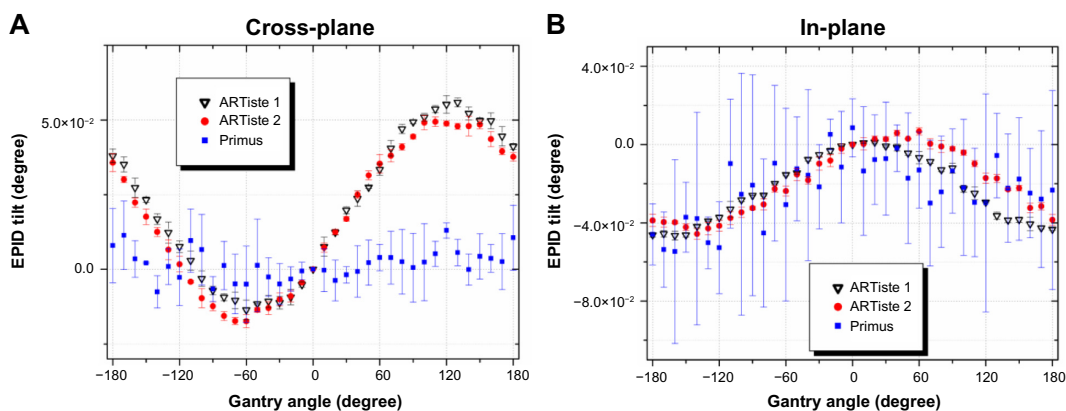 A
Cross-plane
EPID tilt (degree)
5.0×10⁻²
0.0
ARTiste 1
ARTiste 2
Primus
−180 −120 −60 0 60 120 180
Gantry angle (degree)
B
In-plane
EPID tilt (degree)
4.0×10⁻²
0.0
−4.0×10⁻²
−8.0×10⁻²
ARTiste 1
ARTiste 2
Primus
−180 −120 −60 0 60 120 180
Gantry angle (degree)